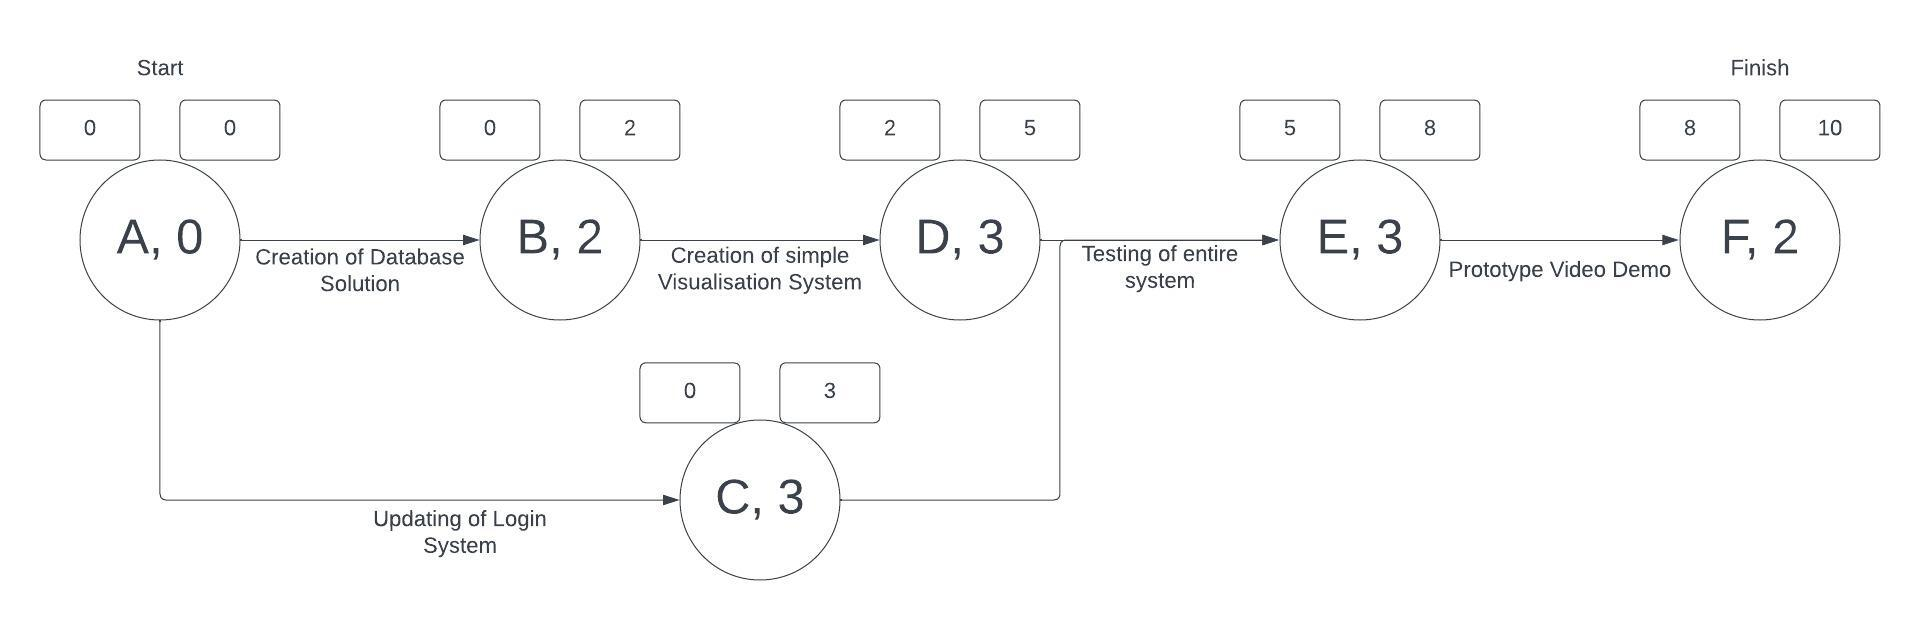 Start
Finish
0
0
0
2
2
5
5
8
8
10
A, 0
B, 2
D, 3
E, 3
F, 2
Creation of Database
Solution
Creation of simple
Visualisation System
Testing of entire
system
Prototype Video Demo
0
3
C, 3
Updating of Login
System